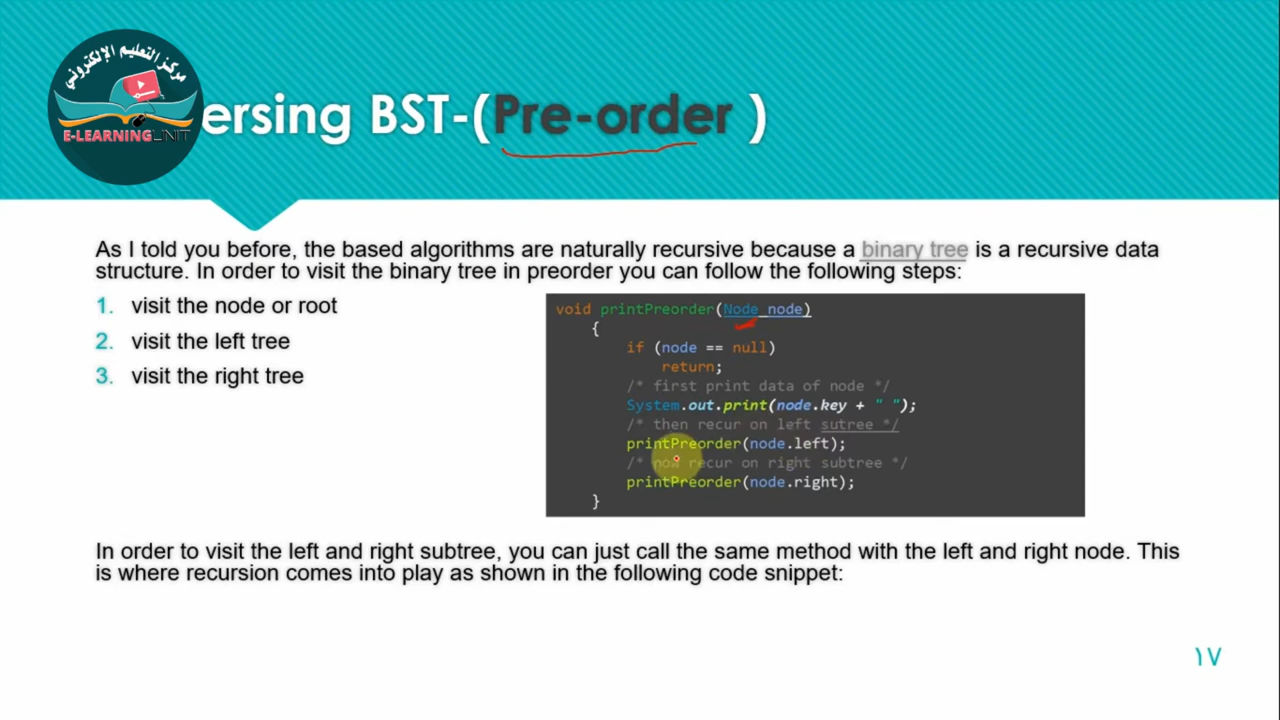 مركز التعليم الإلكتروني
E-LEARNING UNIT
ersing BST-(Pre-order )
As I told you before, the based algorithms are naturally recursive because a binary tree is a recursive data
structure. In order to visit the binary tree in preorder you can follow the following steps:
1. visit the node or root
2. visit the left tree
3. visit the right tree
void printPreorder(Node node)
{
if (node == null)
return;
/* first print data of node */
System.out.print(node.key + " ");
/* then recur on left sutree */
printPreorder(node.left);
/* now recur on right subtree */
printPreorder(node.right);
}
In order to visit the left and right subtree, you can just call the same method with the left and right node. This
is where recursion comes into play as shown in the following code snippet:
١٧